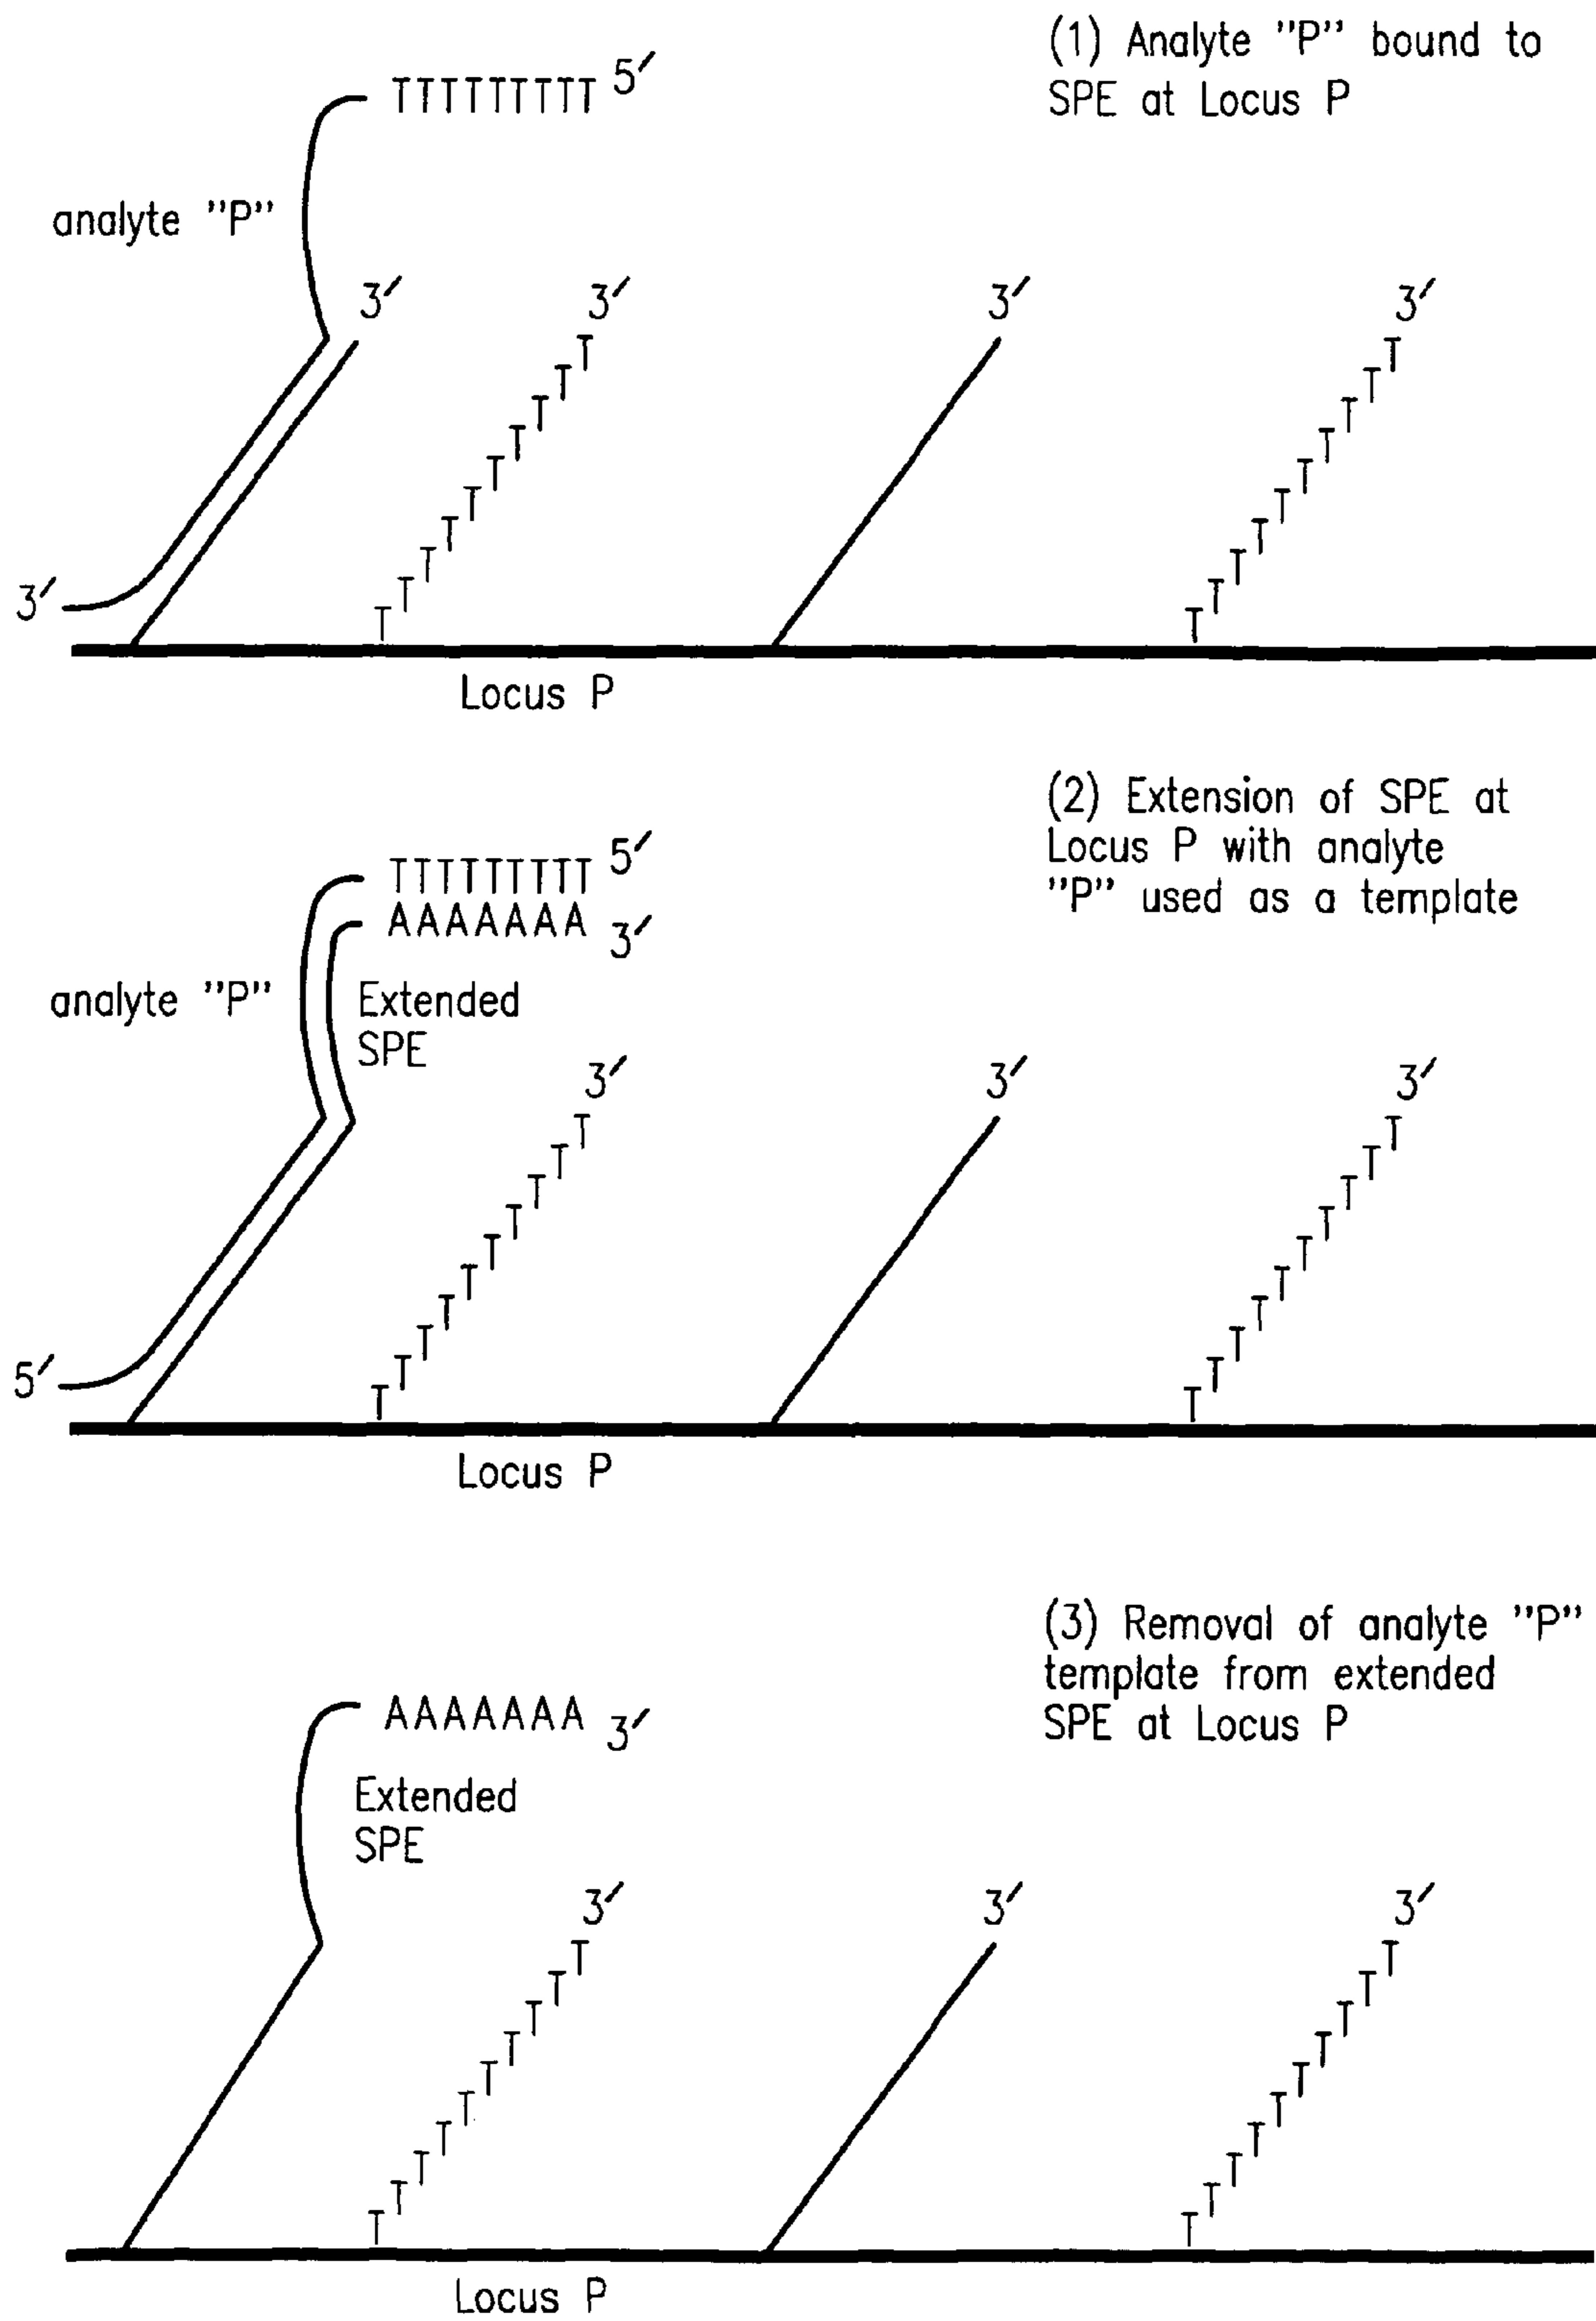 (1) Analyte "P" bound to
SPE at Locus P
TTTTTTTTT 5′
analyte "P"
3′
3′
3′
3′
TTTTTTTTTT
TTTTTTTTTT
3′
Locus P
(2) Extension of SPE at
Locus P with analyte
"P" used as a template
TTTTTTTTT 5′
AAAAAAA 3′
analyte "P"
Extended
SPE
3′
3′
3′
TTTTTTTTTT
TTTTTTTTTT
5′
Locus P
(3) Removal of analyte "P"
template from extended
SPE at Locus P
AAAAAAA 3′
Extended
SPE
3′
3′
3′
TTTTTTTTTT
TTTTTTTTTT
Locus P